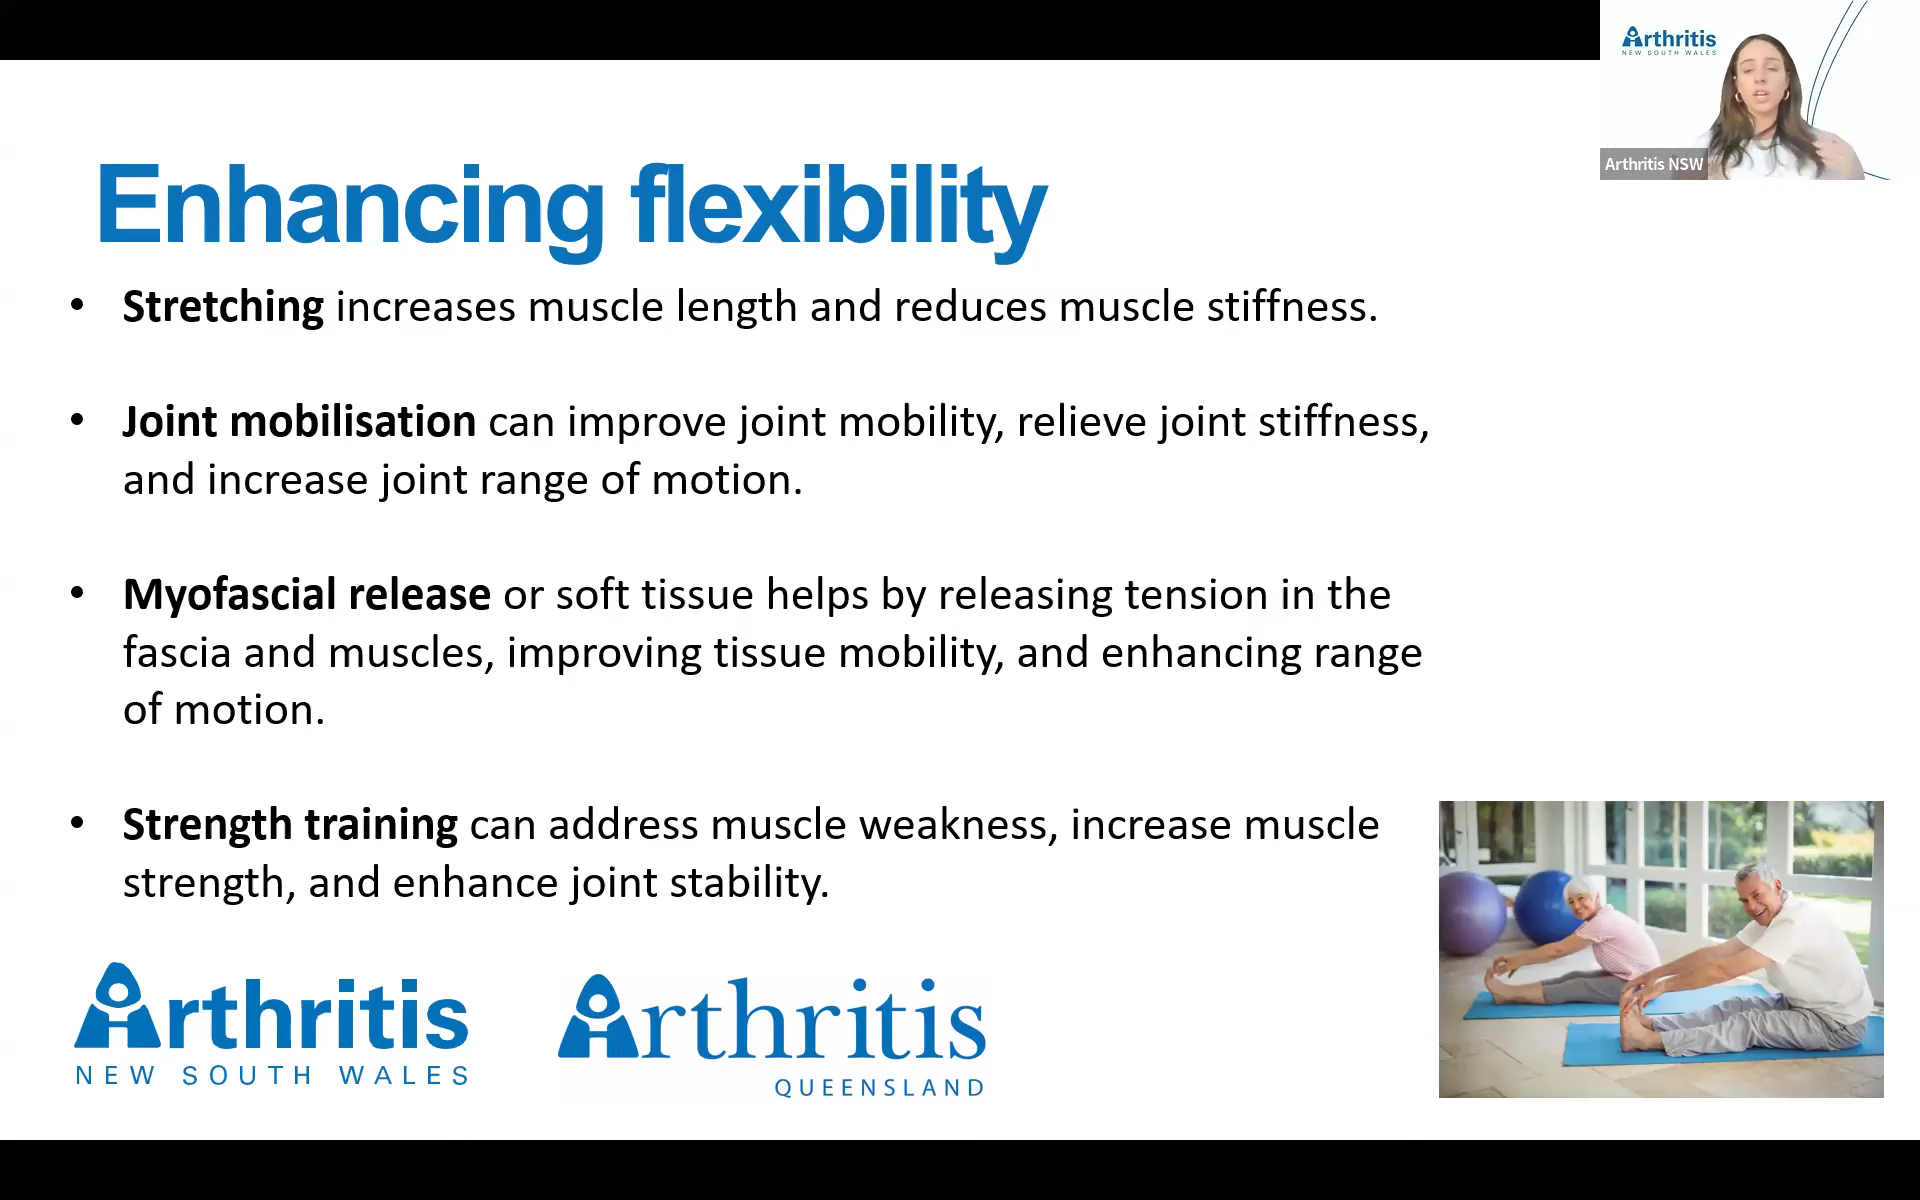 Arthritis
NEW SOUTH WALES
Arthritis NSW
Enhancing flexibility
• Stretching increases muscle length and reduces muscle stiffness.
• Joint mobilisation can improve joint mobility, relieve joint stiffness,
and increase joint range of motion.
• Myofascial release or soft tissue helps by releasing tension in the
fascia and muscles, improving tissue mobility, and enhancing range
of motion.
• Strength training can address muscle weakness, increase muscle
strength, and enhance joint stability.
Arthritis
NEW SOUTH WALES
Arthritis
QUEENSLAND